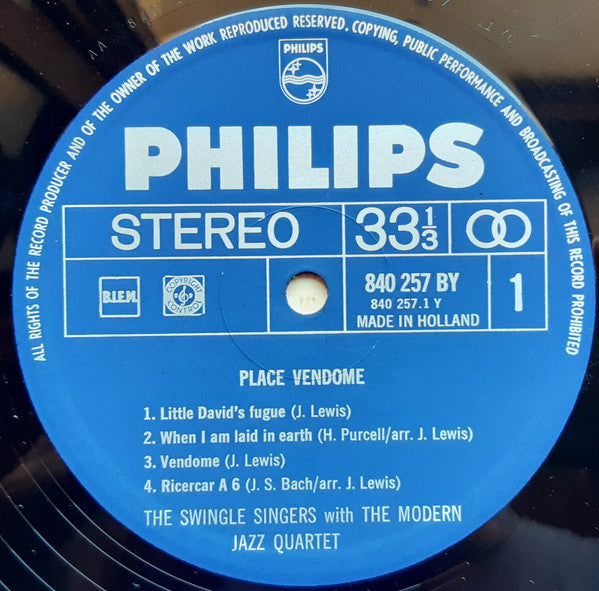 ALL RIGHTS OF THE RECORD PRODUCER AND OF THE OWNER OF THE WORK REPRODUCED RESERVED. COPYING, PUBLIC PERFORMANCE AND BROADCASTING OF THIS RECORD PROHIBITED
PHILIPS
PHILIPS
STEREO 33⅓
B.I.E.M. COPYRIGHT CONTROL 840 257 BY 1
840 257.1 Y
MADE IN HOLLAND
PLACE VENDOME
1. Little David's fugue (J. Lewis)
2. When I am laid in earth (H. Purcell/arr. J. Lewis)
3. Vendome (J. Lewis)
4. Ricercar A 6 (J. S. Bach/arr. J. Lewis)
THE SWINGLE SINGERS with THE MODERN
JAZZ QUARTET